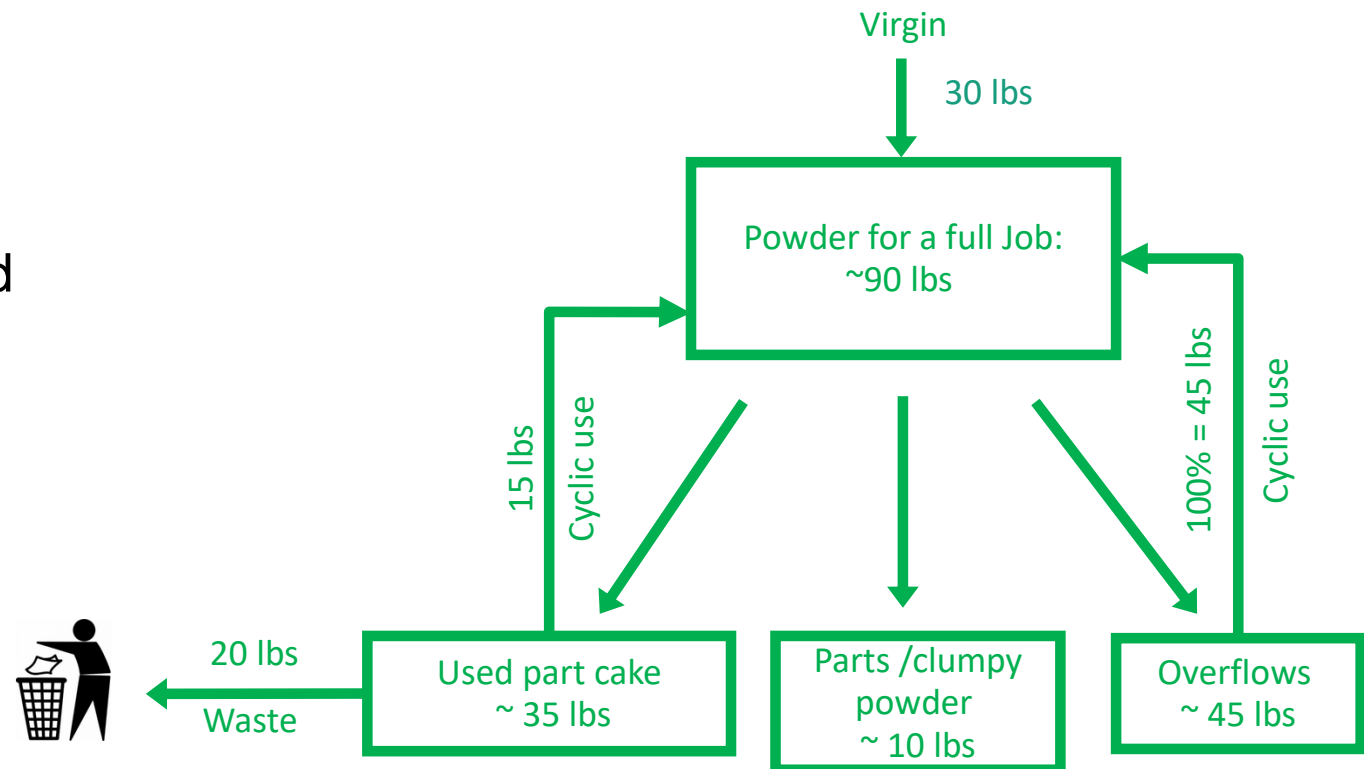 Virgin
30 lbs
Powder for a full Job:
~90 lbs
15 lbs
Cyclic use
100% = 45 lbs
Cyclic use
20 lbs
Waste
Used part cake
~ 35 lbs
Parts /clumpy
powder
~ 10 lbs
Overflows
~ 45 lbs